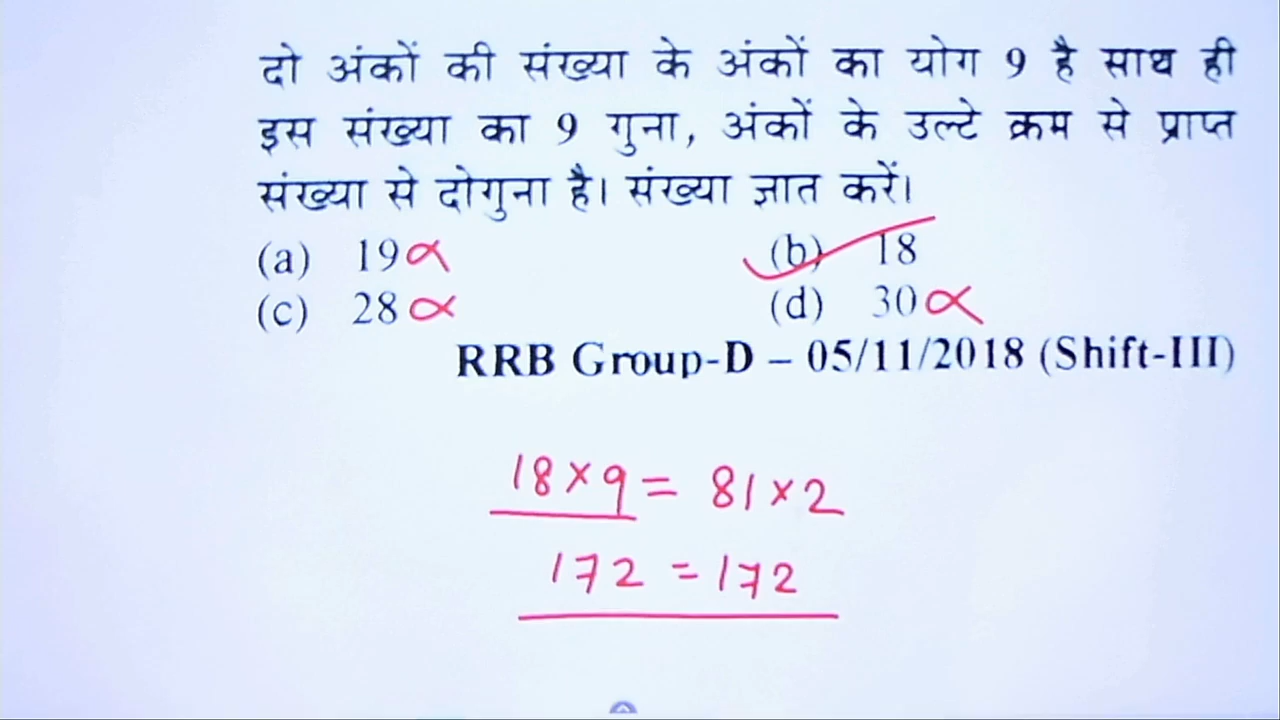 दो अंकों की संख्या के अंकों का योग 9 है साथ ही
इस संख्या का 9 गुना, अंकों के उल्टे क्रम से प्राप्त
संख्या से दोगुना है। संख्या ज्ञात करें।
(a) 19 (b) 18
(c) 28 (d) 30
RRB Group-D – 05/11/2018 (Shift-III)
18 × 9 = 81 × 2
172 = 172